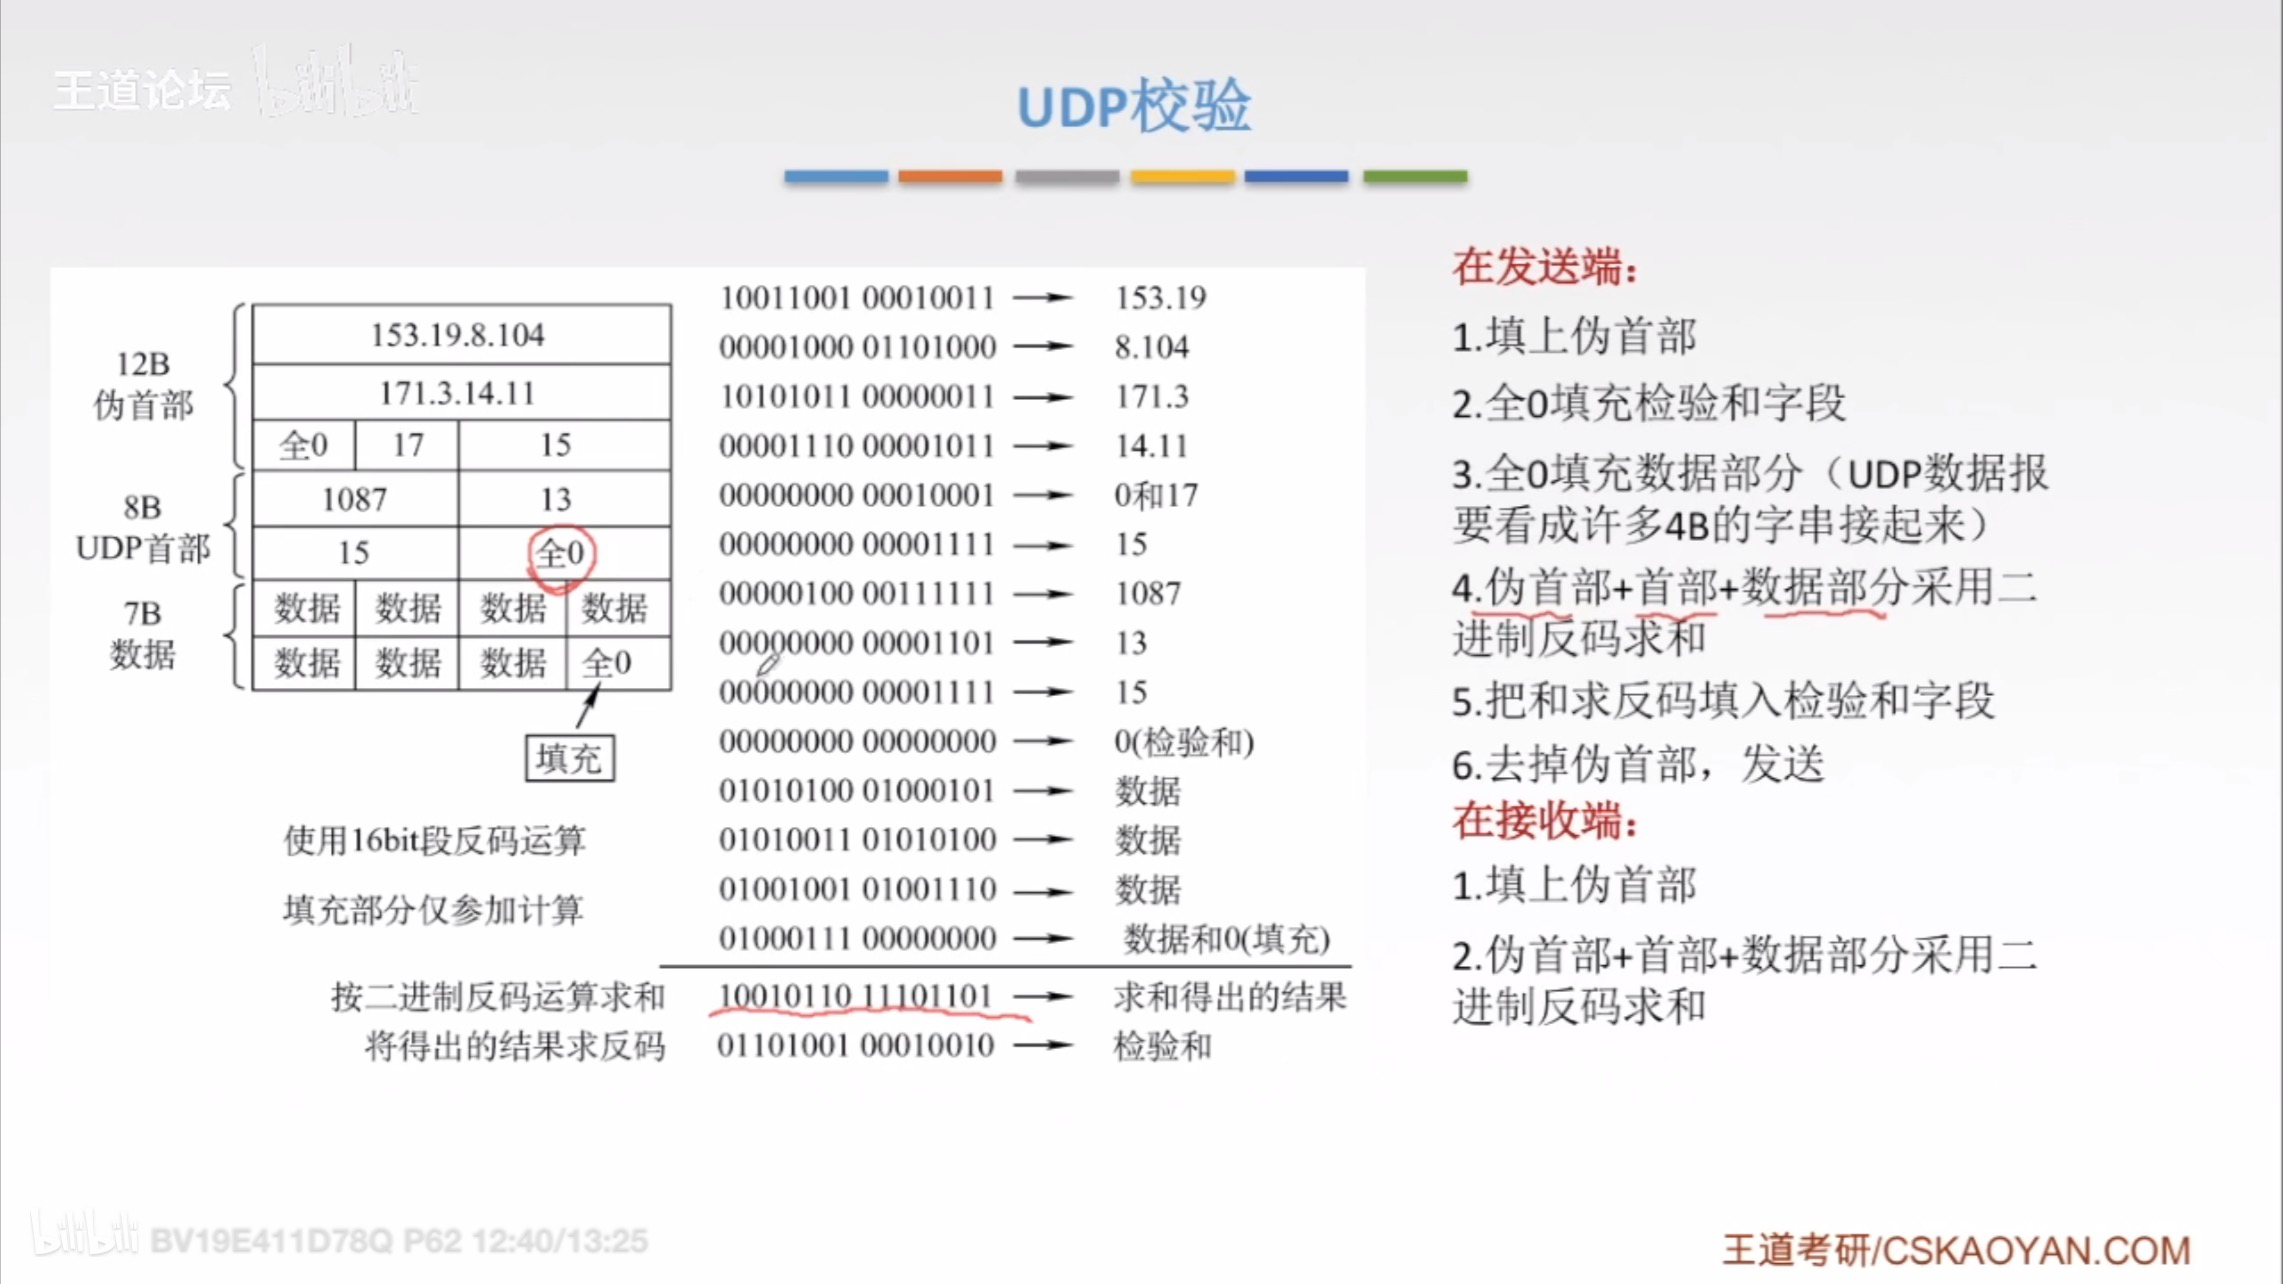 王道论坛 bilibili
UDP校验
12B
伪首部
153.19.8.104
171.3.14.11
全0 17 15
8B
UDP首部
1087 13
15 全0
7B
数据
数据 数据 数据 数据
数据 数据 数据 全0
填充
使用16bit段反码运算
填充部分仅参加计算
10011001 00010011 → 153.19
00001000 01101000 → 8.104
10101011 00000011 → 171.3
00001110 00001011 → 14.11
00000000 00010001 → 0和17
00000000 00001111 → 15
00000100 00111111 → 1087
00000000 00001101 → 13
00000000 00001111 → 15
00000000 00000000 → 0(检验和)
01010100 01000101 → 数据
01010011 01010100 → 数据
01001001 01001110 → 数据
01000111 00000000 → 数据和0(填充)
按二进制反码运算求和 10010110 11101101 → 求和得出的结果
将得出的结果求反码 01101001 00010010 → 检验和
在发送端：
1.填上伪首部
2.全0填充检验和字段
3.全0填充数据部分（UDP数据报
要看成许多4B的字串接起来）
4.伪首部+首部+数据部分采用二
进制反码求和
5.把和求反码填入检验和字段
6.去掉伪首部，发送
在接收端：
1.填上伪首部
2.伪首部+首部+数据部分采用二
进制反码求和
bilibili BV19E411D78Q P62 12:40/13:25
王道考研/CSKAOYAN.COM